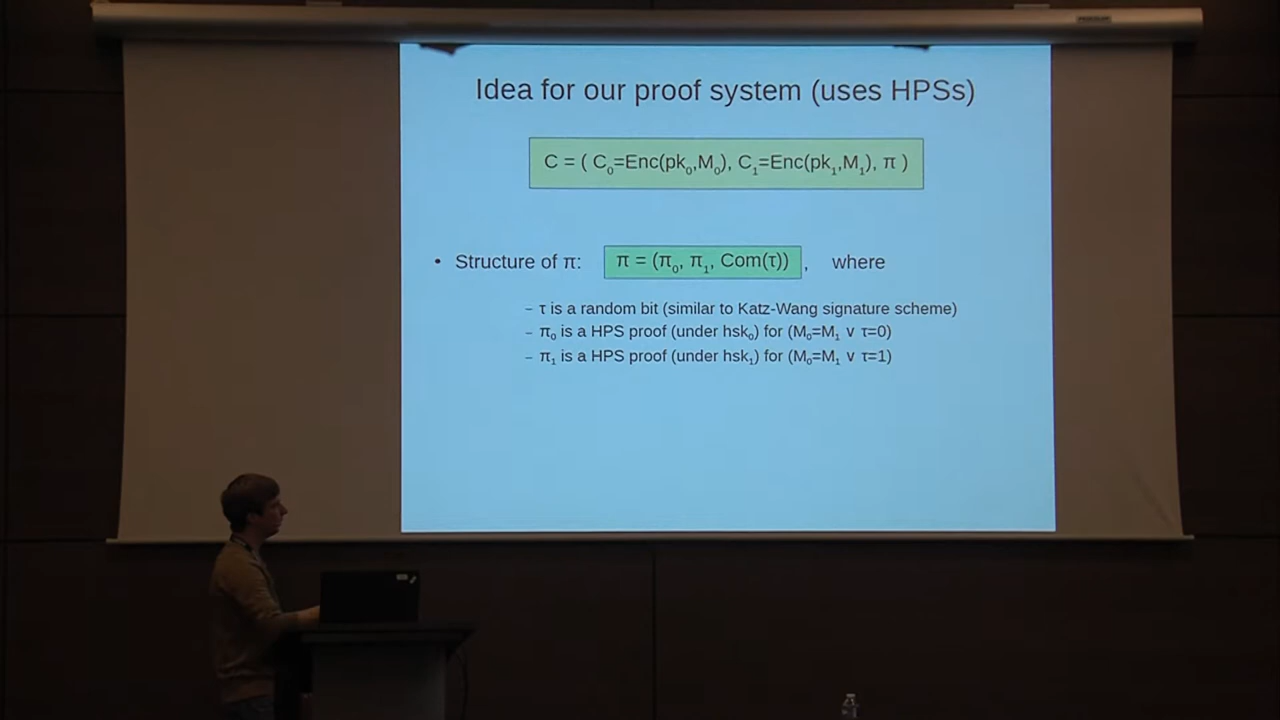 Idea for our proof system (uses HPSs)
C = ( C₀=Enc(pk₀,M₀), C₁=Enc(pk₁,M₁), π )
• Structure of π: π = (π₀, π₁, Com(τ)) , where
– τ is a random bit (similar to Katz-Wang signature scheme)
– π₀ is a HPS proof (under hsk₀) for (M₀=M₁ ∨ τ=0)
– π₁ is a HPS proof (under hsk₁) for (M₀=M₁ ∨ τ=1)